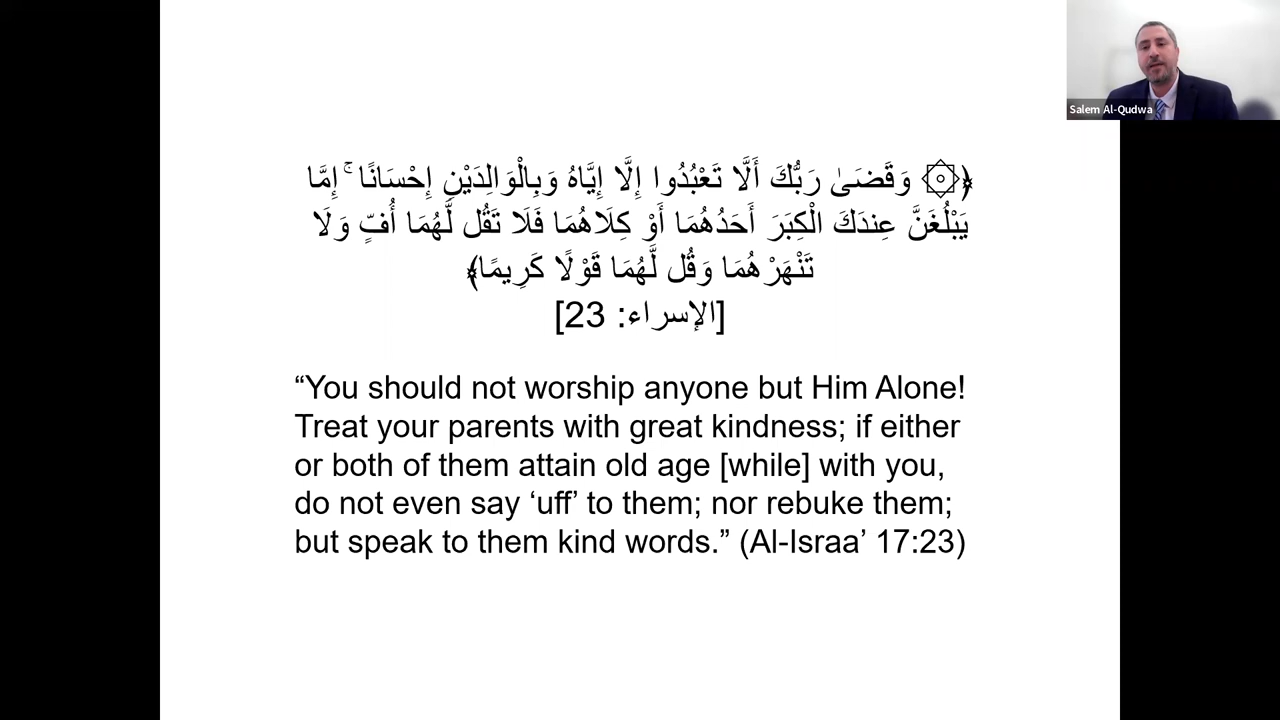 Salem Al-Qudwa
﴿۞ وَقَضَىٰ رَبُّكَ أَلَّا تَعْبُدُوا إِلَّا إِيَّاهُ وَبِالْوَالِدَيْنِ إِحْسَانًا ۚ إِمَّا
يَبْلُغَنَّ عِندَكَ الْكِبَرَ أَحَدُهُمَا أَوْ كِلَاهُمَا فَلَا تَقُل لَّهُمَا أُفٍّ وَلَا
تَنْهَرْهُمَا وَقُل لَّهُمَا قَوْلًا كَرِيمًا﴾
[الإسراء: 23]
“You should not worship anyone but Him Alone!
Treat your parents with great kindness; if either
or both of them attain old age [while] with you,
do not even say ‘uff’ to them; nor rebuke them;
but speak to them kind words.” (Al-Israa’ 17:23)